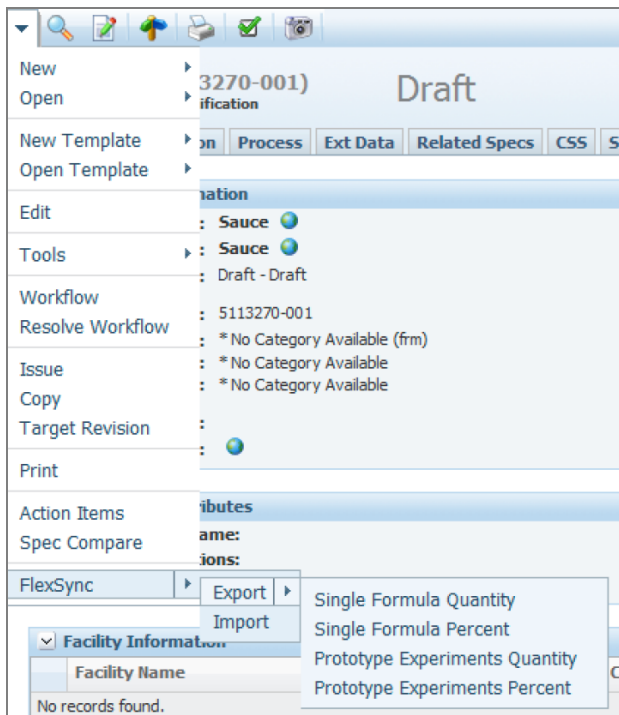 3270-001)
Draft
ification
on Process Ext Data Related Specs CSS S
New
Open
New Template
Open Template
Edit
Tools
Workflow
Resolve Workflow
Issue
Copy
Target Revision
Print
Action Items
Spec Compare
FlexSync
Export
Import
Single Formula Quantity
Single Formula Percent
Prototype Experiments Quantity
Prototype Experiments Percent
nation
: Sauce
: Sauce
: Draft - Draft
: 5113270-001
: * No Category Available (frm)
: * No Category Available
: * No Category Available
:
:
ributes
ame:
ions:
Facility Information
Facility Name C
No records found.